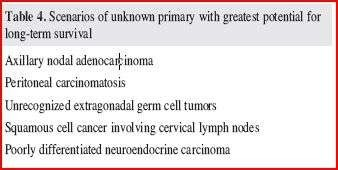 Table 4. Scenarios of unknown primary with greatest potential for
long-term survival
Axillary nodal adenocarcinoma
Peritoneal carcinomatosis
Unrecognized extragonadal germ cell tumors
Squamous cell cancer involving cervical lymph nodes
Poorly differentiated neuroendocrine carcinoma